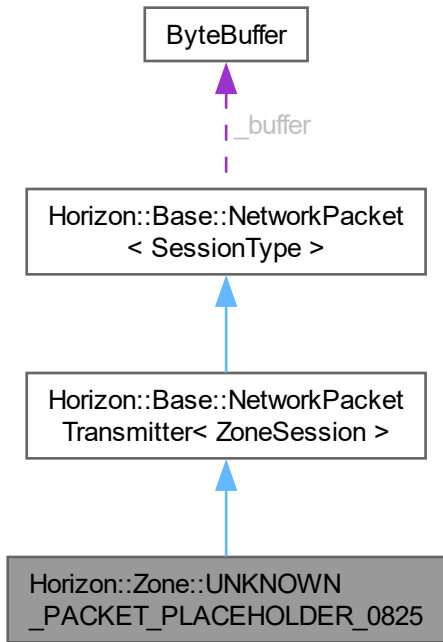 ByteBuffer
_buffer
Horizon::Base::NetworkPacket
< SessionType >
Horizon::Base::NetworkPacket
Transmitter< ZoneSession >
Horizon::Zone::UNKNOWN
_PACKET_PLACEHOLDER_0825